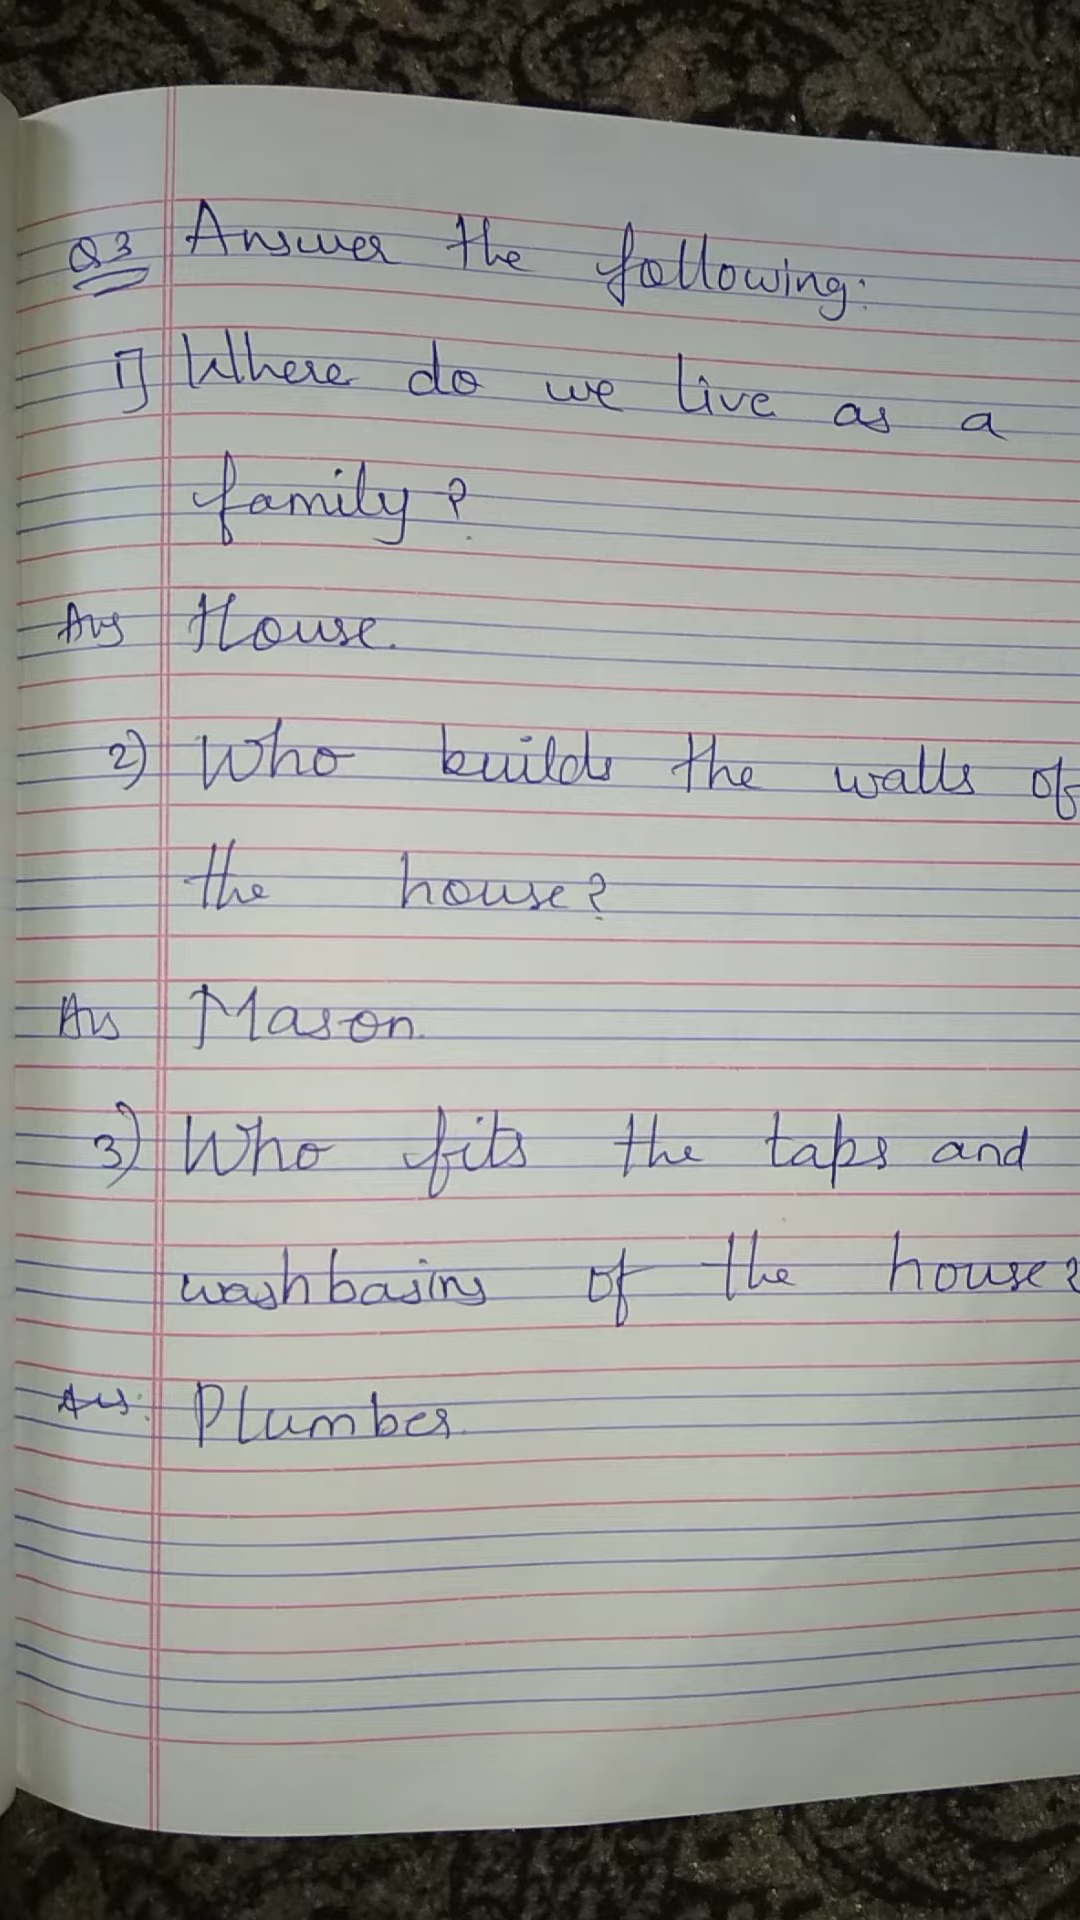 Q3 Answer the following:
1) Where do we live as a
family?
Ans House.
2) Who builds the walls of
the house?
Ans Mason.
3) Who fits the taps and
washbasins of the house?
Ans: Plumber.